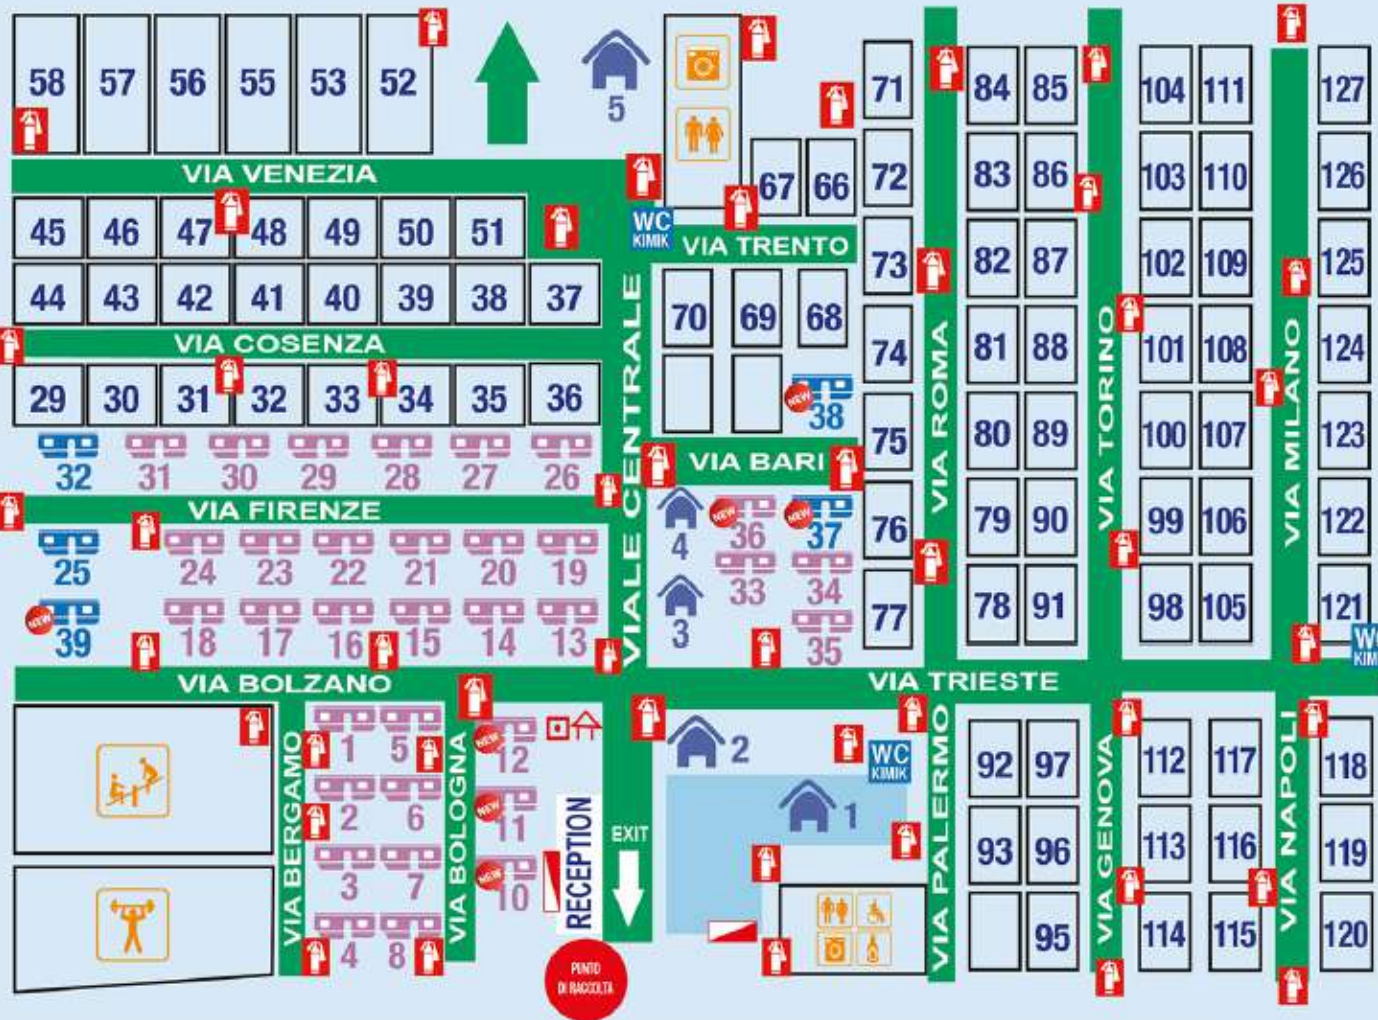 58 57 56 55 53 52
5
71 84 85 104 111 127
VIA VENEZIA
67 66 72 83 86 103 110 126
45 46 47 48 49 50 51
WC
KIMIK
VIA TRENTO
73 82 87 102 109 125
44 43 42 41 40 39 38 37
70 69 68
VIA COSENZA
74 81 88 101 108 124
29 30 31 32 33 34 35 36
NEW
38
VIALE CENTRALE
VIA ROMA
VIA TORINO
VIA MILANO
75 80 89 100 107 123
VIA BARI
32 31 30 29 28 27 26
VIA FIRENZE
NEW
36
NEW
37
4
76 79 90 99 106 122
25 24 23 22 21 20 19
33 34
NEW
39 18 17 16 15 14 13
3 35
77 78 91 98 105 121
WC
KIMIK
VIA BOLZANO
VIA TRIESTE
VIA BERGAMO
1 5
2 6
3 7
4 8
VIA BOLOGNA
NEW
12
NEW
11
NEW
10
RECEPTION
EXIT
PUNTO
DI RACCOLTA
2
WC
KIMIK
1
VIA PALERMO
92 97
93 96
95
VIA GENOVA
112 117
113 116
114 115
VIA NAPOLI
118
119
120